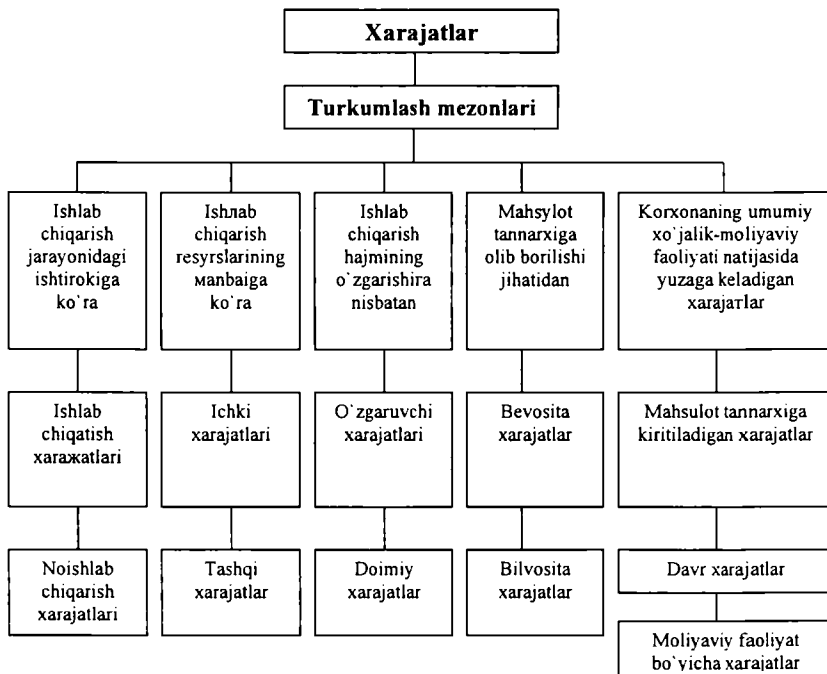 Xarajatlar
Turkumlash mezonlari
Ishlab
chiqarish
jarayonidagi
ishtirokiga
ko`ra
Ishлab
chiqarish
resyrslarining
мanbaiga
ko`ra
Ishlab
chiqarish
hajmining
o`zgarishiга
nisbatan
Mahsylot
tannarxiga
olib borilishi
jihatidan
Korxonaning umumiy
xo`jalik-moliyaviy
faoliyati natijasida
yuzaga keladigan
xarajатlar
Ishlab
chiqatish
xaraжatlari
Ichki
xarajatlari
O`zgaruvchi
xarajatlari
Bevosita
xarajatlar
Mahsulot tannarxiga
kiritiladigan xarajatlar
Noishlab
chiqarish
xarajatlari
Tashqi
xarajatlar
Doimiy
xarajatlar
Bilvosita
xarajatlar
Davr xarajatlar
Moliyaviy faoliyat
bo`yicha xarajatlar